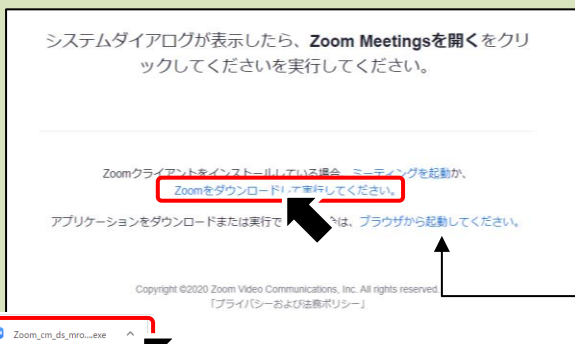 システムダイアログが表示したら、Zoom Meetingsを開くをクリ
ックしてくださいを実行してください。
Zoomクライアントをインストールしている場合、ミーティングを起動か、
Zoomをダウンロードして実行してください。
アプリケーションをダウンロードまたは実行で は、ブラウザから起動してください。
Copyright ©2020 Zoom Video Communications, Inc. All rights reserved.
「プライバシーおよび法務ポリシー」
Zoom_cm_ds_mro....exe